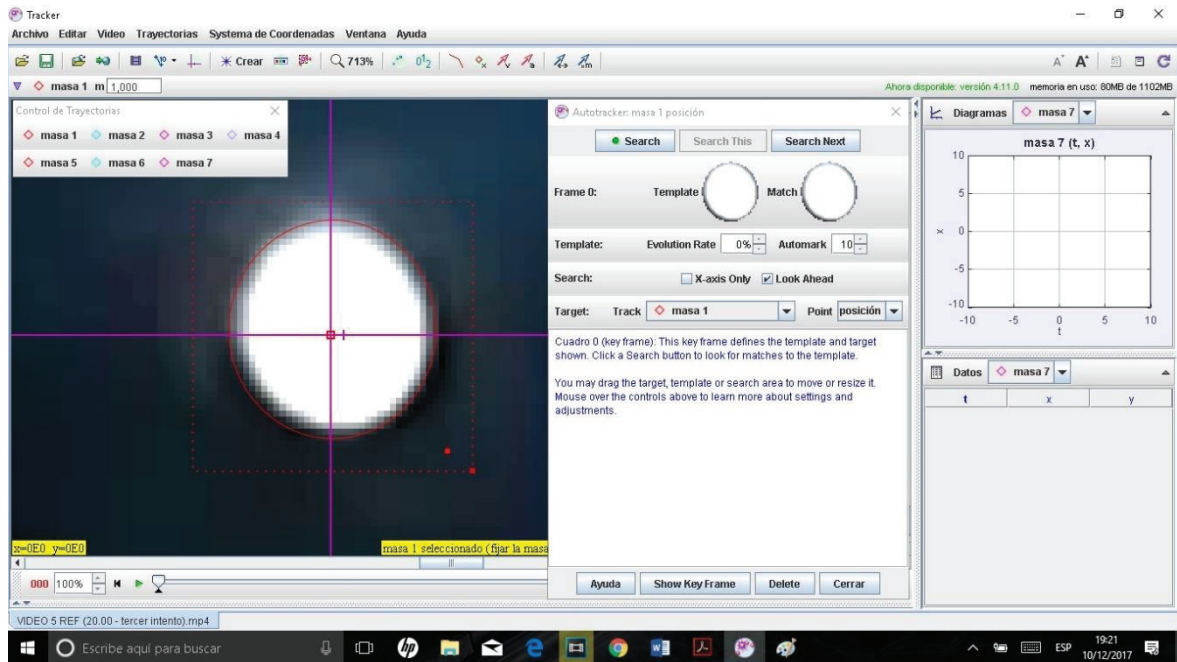 Tracker
Archivo Editar Video Trayectorias Systema de Coordenadas Ventana Ayuda
Crear 713%
masa 1 m 1,000
Ahora disponible: versión 4.11.0 memoria en uso: 80MB de 1102MB
Control de Trayectorias
masa 1 masa 2 masa 3 masa 4
masa 5 masa 6 masa 7
x=0E0 y=0E0
masa 1 seleccionado (fijar la masa
000 100%
VIDEO 5 REF (20.00 - tercer intento).mp4
Autotracker: masa 1 posición
Search Search This Search Next
Frame 0: Template Match
Template: Evolution Rate 0% Automark 10
Search: X-axis Only Look Ahead
Target: Track masa 1 Point posición
Cuadro 0 (key frame): This key frame defines the template and target
shown. Click a Search button to look for matches to the template.
You may drag the target, template or search area to move or resize it.
Mouse over the controls above to learn more about settings and
adjustments.
Ayuda Show Key Frame Delete Cerrar
Diagramas masa 7
masa 7 (t, x)
10
5
x 0
-5
-10
-10 -5 0 5 10
t
Datos masa 7
t x y
Escribe aquí para buscar
ESP
19:21
10/12/2017